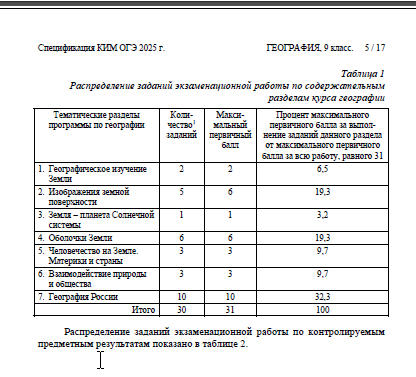 Спецификация КИМ ОГЭ 2025 г. ГЕОГРАФИЯ, 9 класс. 5 / 17
Таблица 1
Распределение заданий экзаменационной работы по содержательным
разделам курса географии
Тематические разделы
программы по географии
Коли-
чество¹
заданий
Макси-
мальный
первичный
балл
Процент максимального
первичного балла за выпол-
нение заданий данного раздела
от максимального первичного
балла за всю работу, равного 31
1. Географическое изучение
Земли
2 2 6,5
2. Изображения земной
поверхности
5 6 19,3
3. Земля – планета Солнечной
системы
1 1 3,2
4. Оболочки Земли 6 6 19,3
5. Человечество на Земле.
Материки и страны
3 3 9,7
6. Взаимодействие природы
и общества
3 3 9,7
7. География России 10 10 32,3
Итого 30 31 100
Распределение заданий экзаменационной работы по контролируемым
предметным результатам показано в таблице 2.